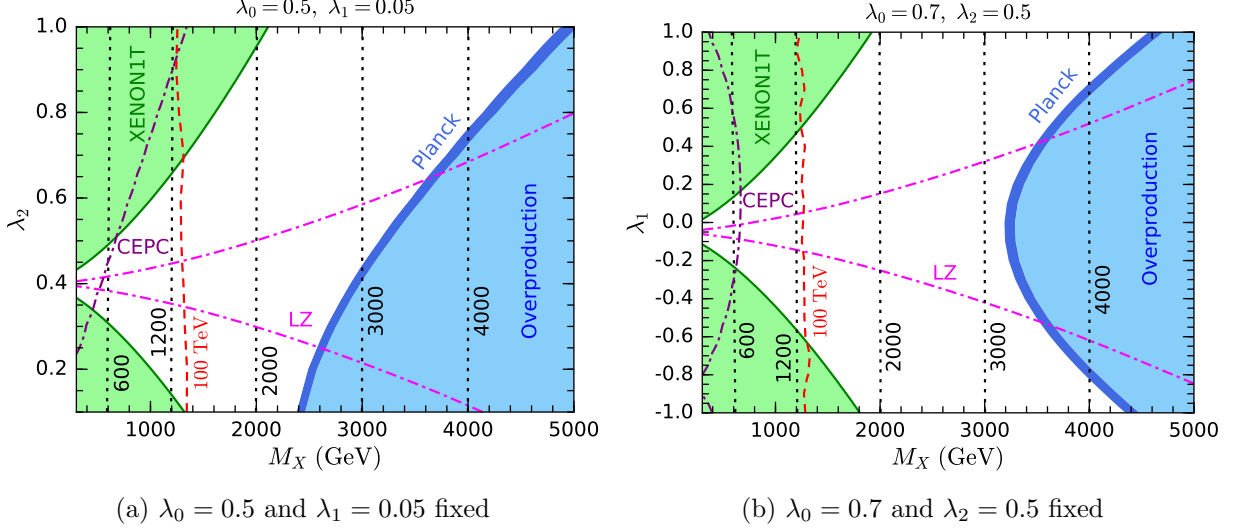 λ₀ = 0.5, λ₁ = 0.05
1.0
0.8
0.6
0.4
0.2
λ₂
XENON1T
CEPC
Planck
LZ
Overproduction
600
1200
100 TeV
2000
3000
4000
1000 2000 3000 4000 5000
M_X (GeV)
(a) λ₀ = 0.5 and λ₁ = 0.05 fixed
λ₀ = 0.7, λ₂ = 0.5
1.0
0.8
0.6
0.4
0.2
0.0
-0.2
-0.4
-0.6
-0.8
-1.0
λ₁
XENON1T
CEPC
Planck
LZ
Overproduction
600
1200
100 TeV
2000
3000
4000
1000 2000 3000 4000 5000
M_X (GeV)
(b) λ₀ = 0.7 and λ₂ = 0.5 fixed